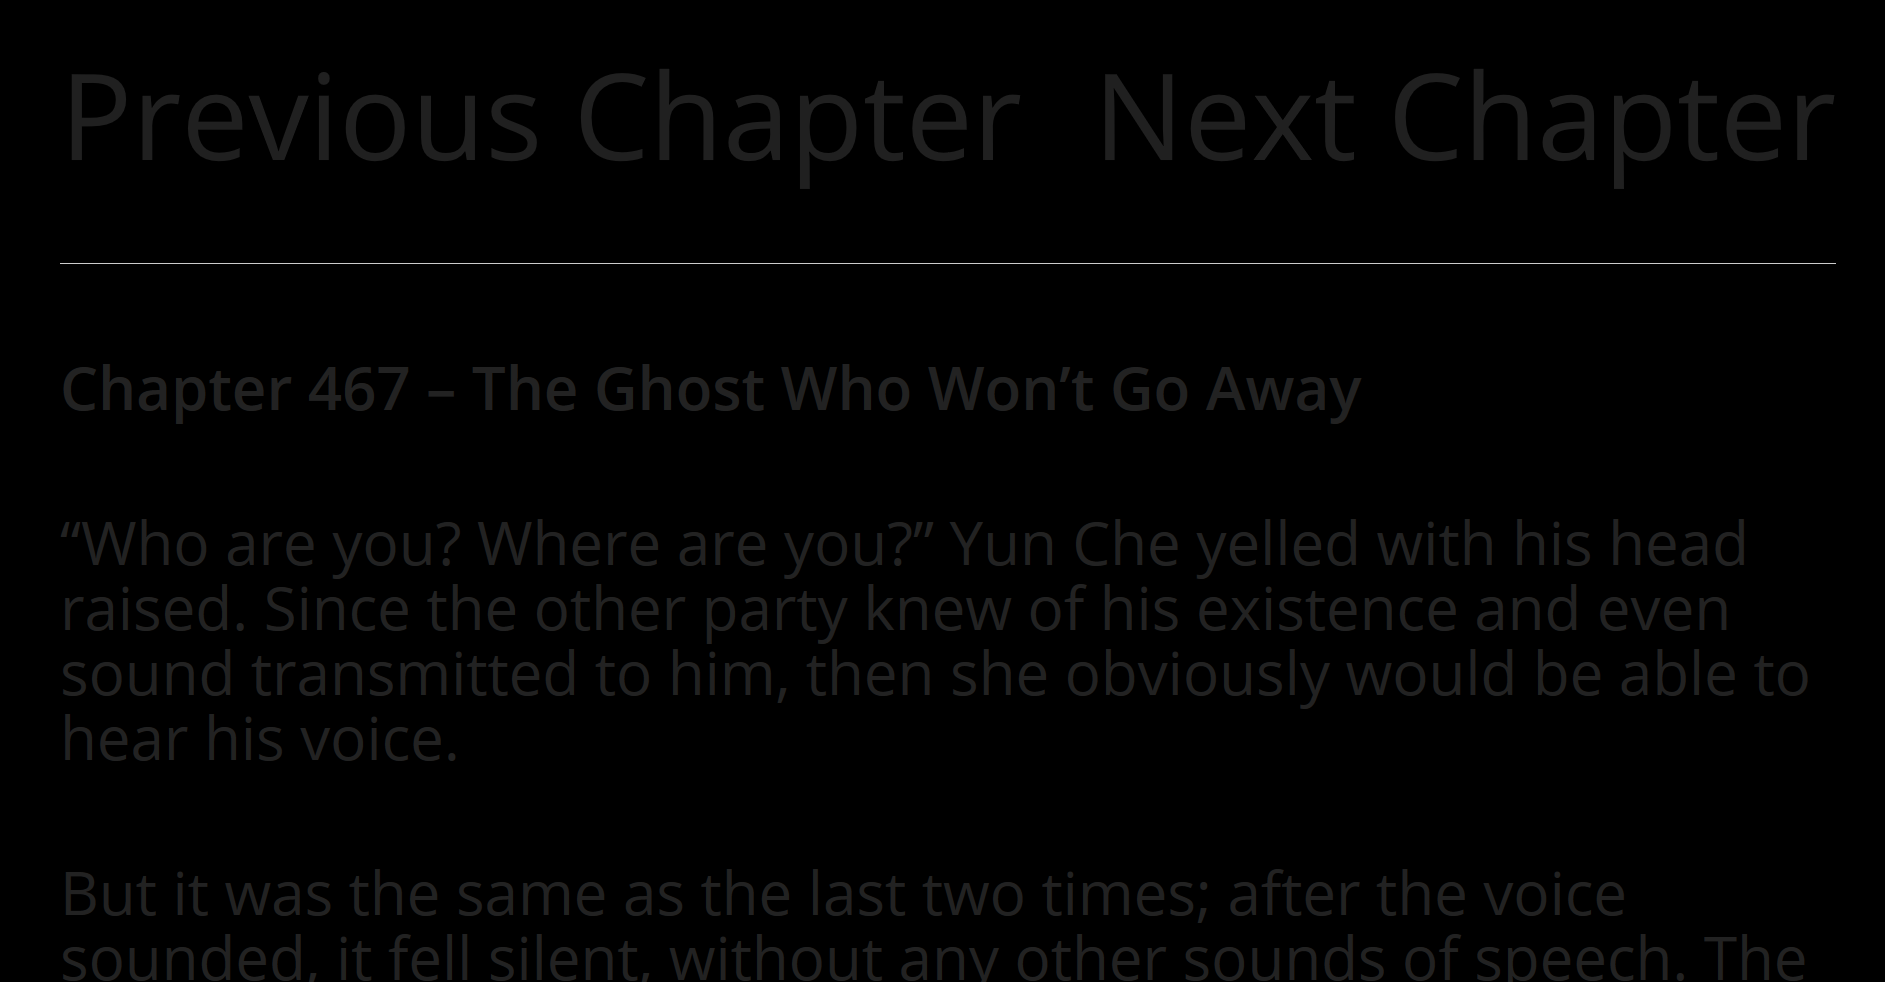 Previous Chapter Next Chapter
Chapter 467 – The Ghost Who Won’t Go Away
“Who are you? Where are you?” Yun Che yelled with his head
raised. Since the other party knew of his existence and even
sound transmitted to him, then she obviously would be able to
hear his voice.
But it was the same as the last two times; after the voice
sounded, it fell silent, without any other sounds of speech. The